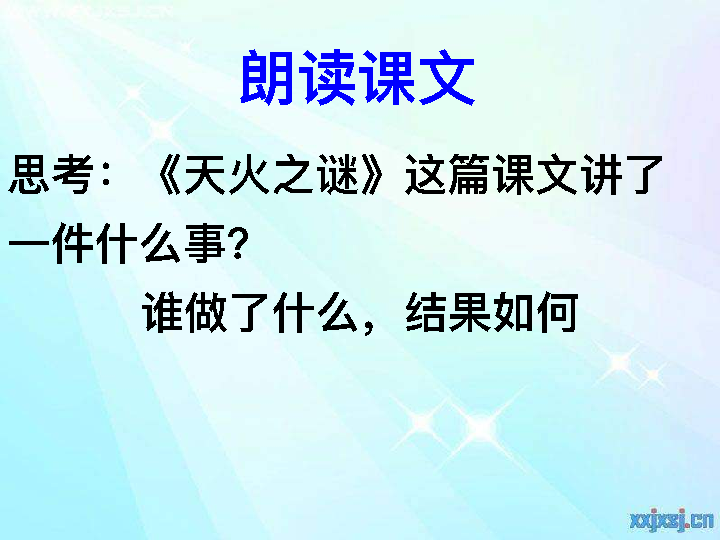 朗读课文
思考：《天火之谜》这篇课文讲了
一件什么事？
谁做了什么，结果如何
xxjxsj.cn